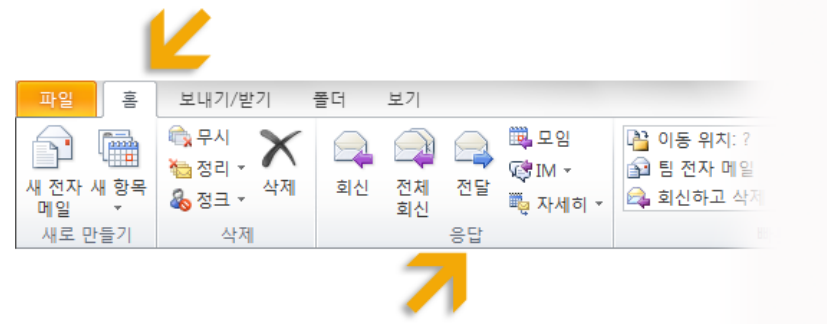 파일 홈 보내기/받기 폴더 보기
새 전자 메일
새 항목
무시
정리
정크
삭제
회신
전체 회신
전달
모임
IM
자세히
이동 위치: ?
팀 전자 메일
회신하고 삭제
새로 만들기 삭제 응답